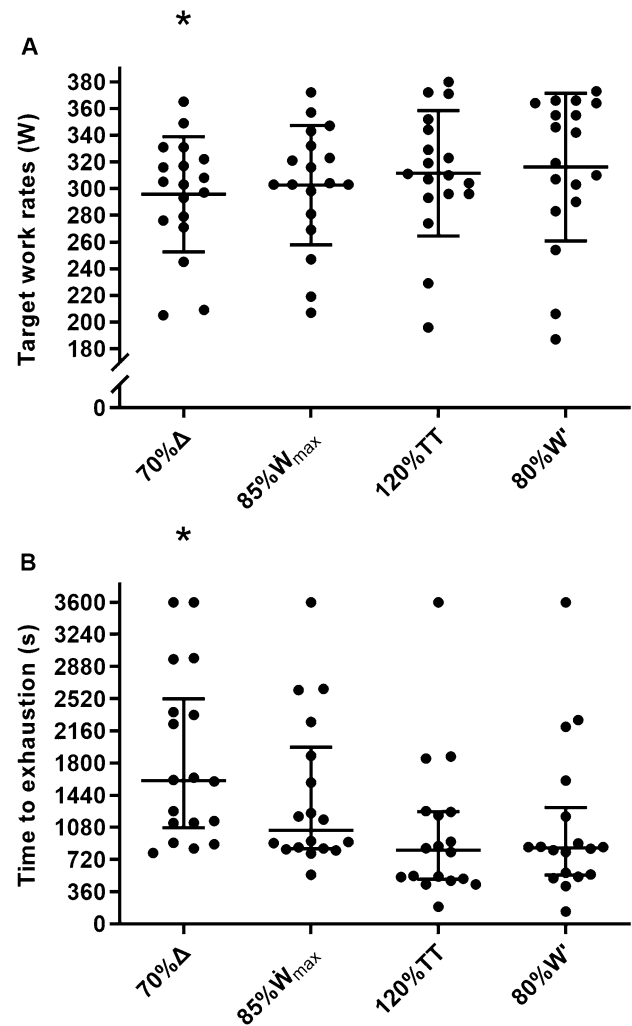 *
A
Target work rates (W)
380
360
340
320
300
280
260
240
220
200
180
0
70%Δ
85%Ẇmax
120%TT
80%W'
*
B
Time to exhaustion (s)
3600
3240
2880
2520
2160
1800
1440
1080
720
360
0
70%Δ
85%Ẇmax
120%TT
80%W'